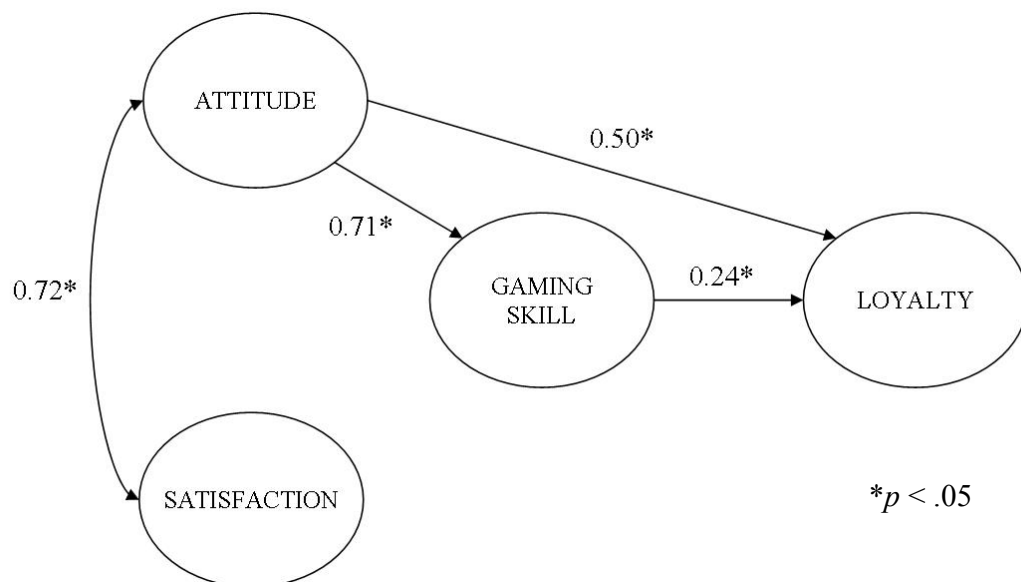 ATTITUDE
0.50*
0.71*
0.72*
GAMING
SKILL
0.24*
LOYALTY
SATISFACTION
*p < .05